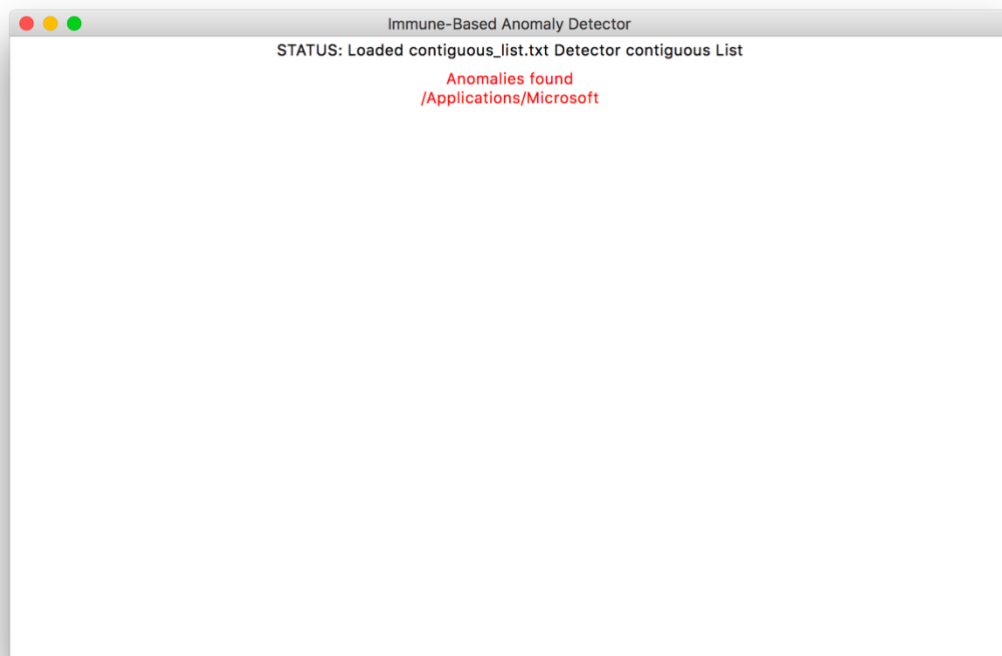 Immune-Based Anomaly Detector
STATUS: Loaded contiguous_list.txt Detector contiguous List
Anomalies found
/Applications/Microsoft